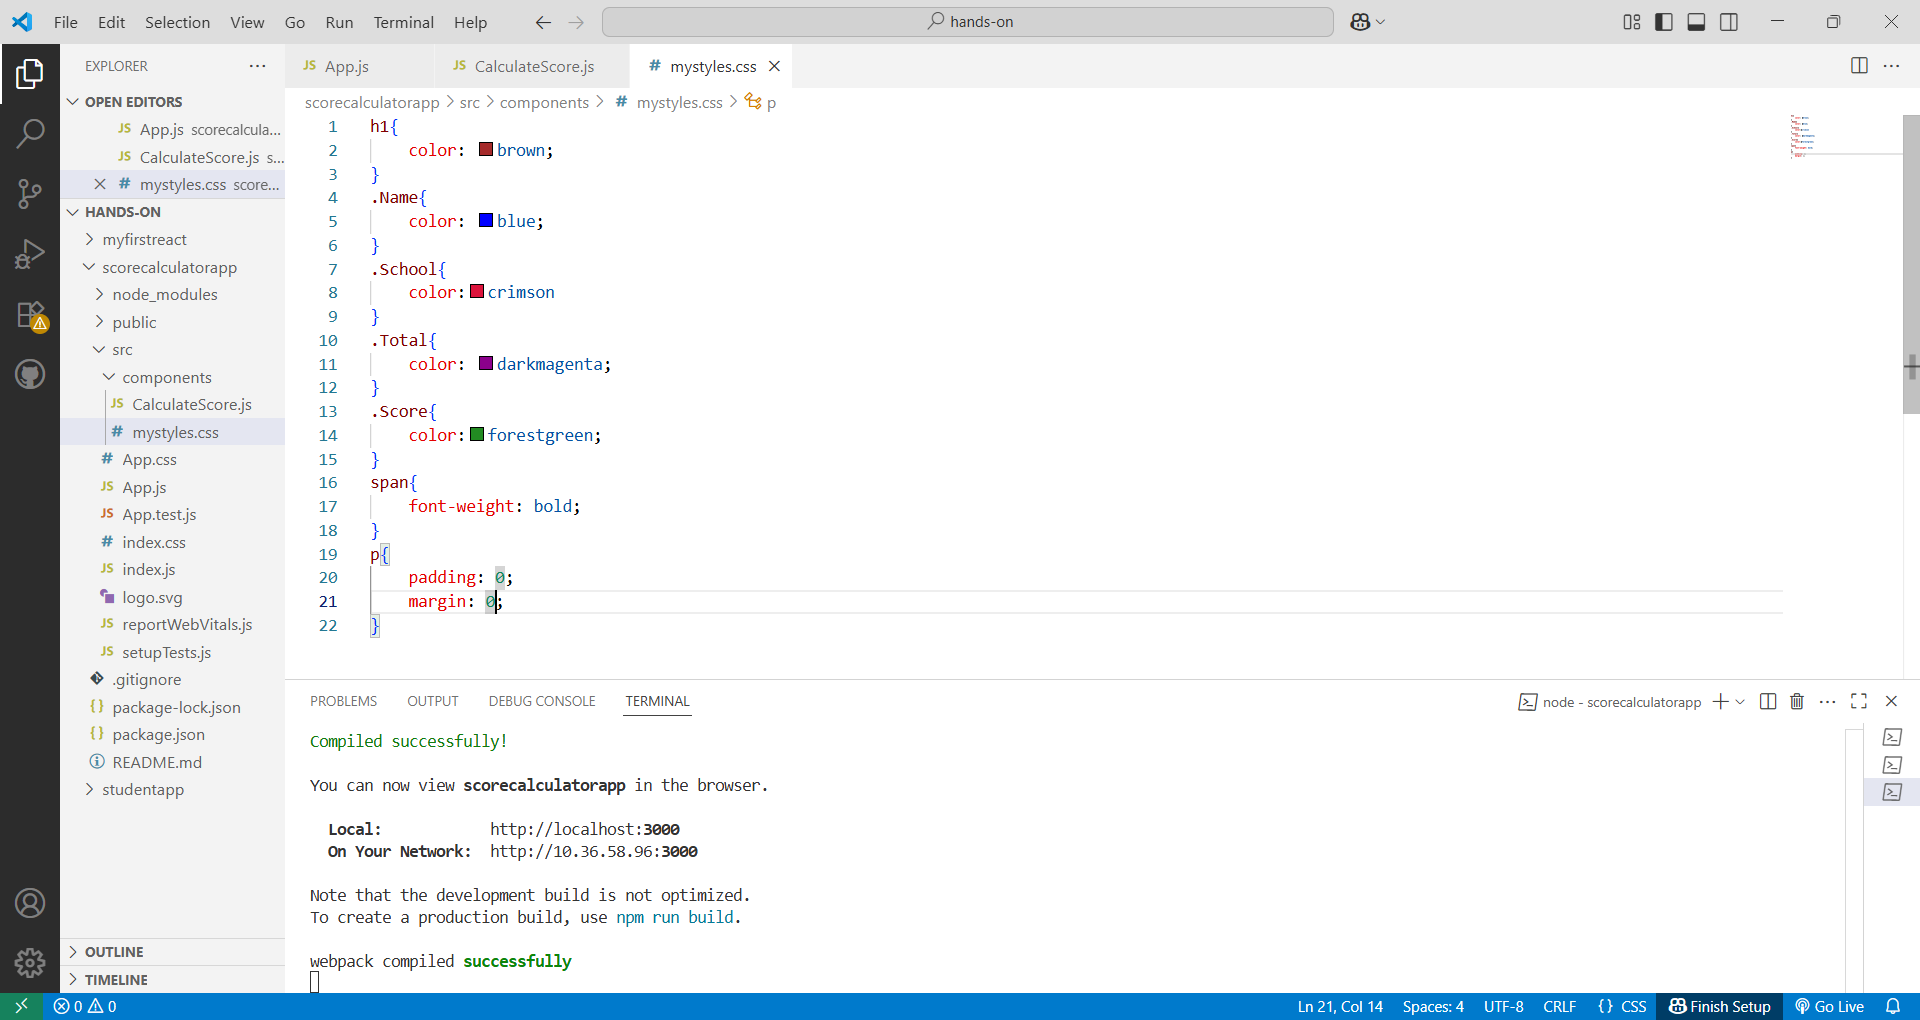 File Edit Selection View Go Run Terminal Help
hands-on
EXPLORER
OPEN EDITORS
JS App.js scorecalcula...
JS CalculateScore.js s...
# mystyles.css score...
HANDS-ON
myfirstreact
scorecalculatorapp
node_modules
public
src
components
JS CalculateScore.js
# mystyles.css
# App.css
JS App.js
JS App.test.js
# index.css
JS index.js
logo.svg
JS reportWebVitals.js
JS setupTests.js
.gitignore
{} package-lock.json
{} package.json
README.md
studentapp
OUTLINE
TIMELINE
JS App.js
JS CalculateScore.js
# mystyles.css
scorecalculatorapp > src > components > # mystyles.css > p
1 h1{
2 color: brown;
3 }
4 .Name{
5 color: blue;
6 }
7 .School{
8 color: crimson
9 }
10 .Total{
11 color: darkmagenta;
12 }
13 .Score{
14 color: forestgreen;
15 }
16 span{
17 font-weight: bold;
18 }
19 p{
20 padding: 0;
21 margin: 0;
22 }
PROBLEMS OUTPUT DEBUG CONSOLE TERMINAL
node - scorecalculatorapp
Compiled successfully!
You can now view scorecalculatorapp in the browser.
Local: http://localhost:3000
On Your Network: http://10.36.58.96:3000
Note that the development build is not optimized.
To create a production build, use npm run build.
webpack compiled successfully
0 0
Ln 21, Col 14 Spaces: 4 UTF-8 CRLF {} CSS Finish Setup Go Live